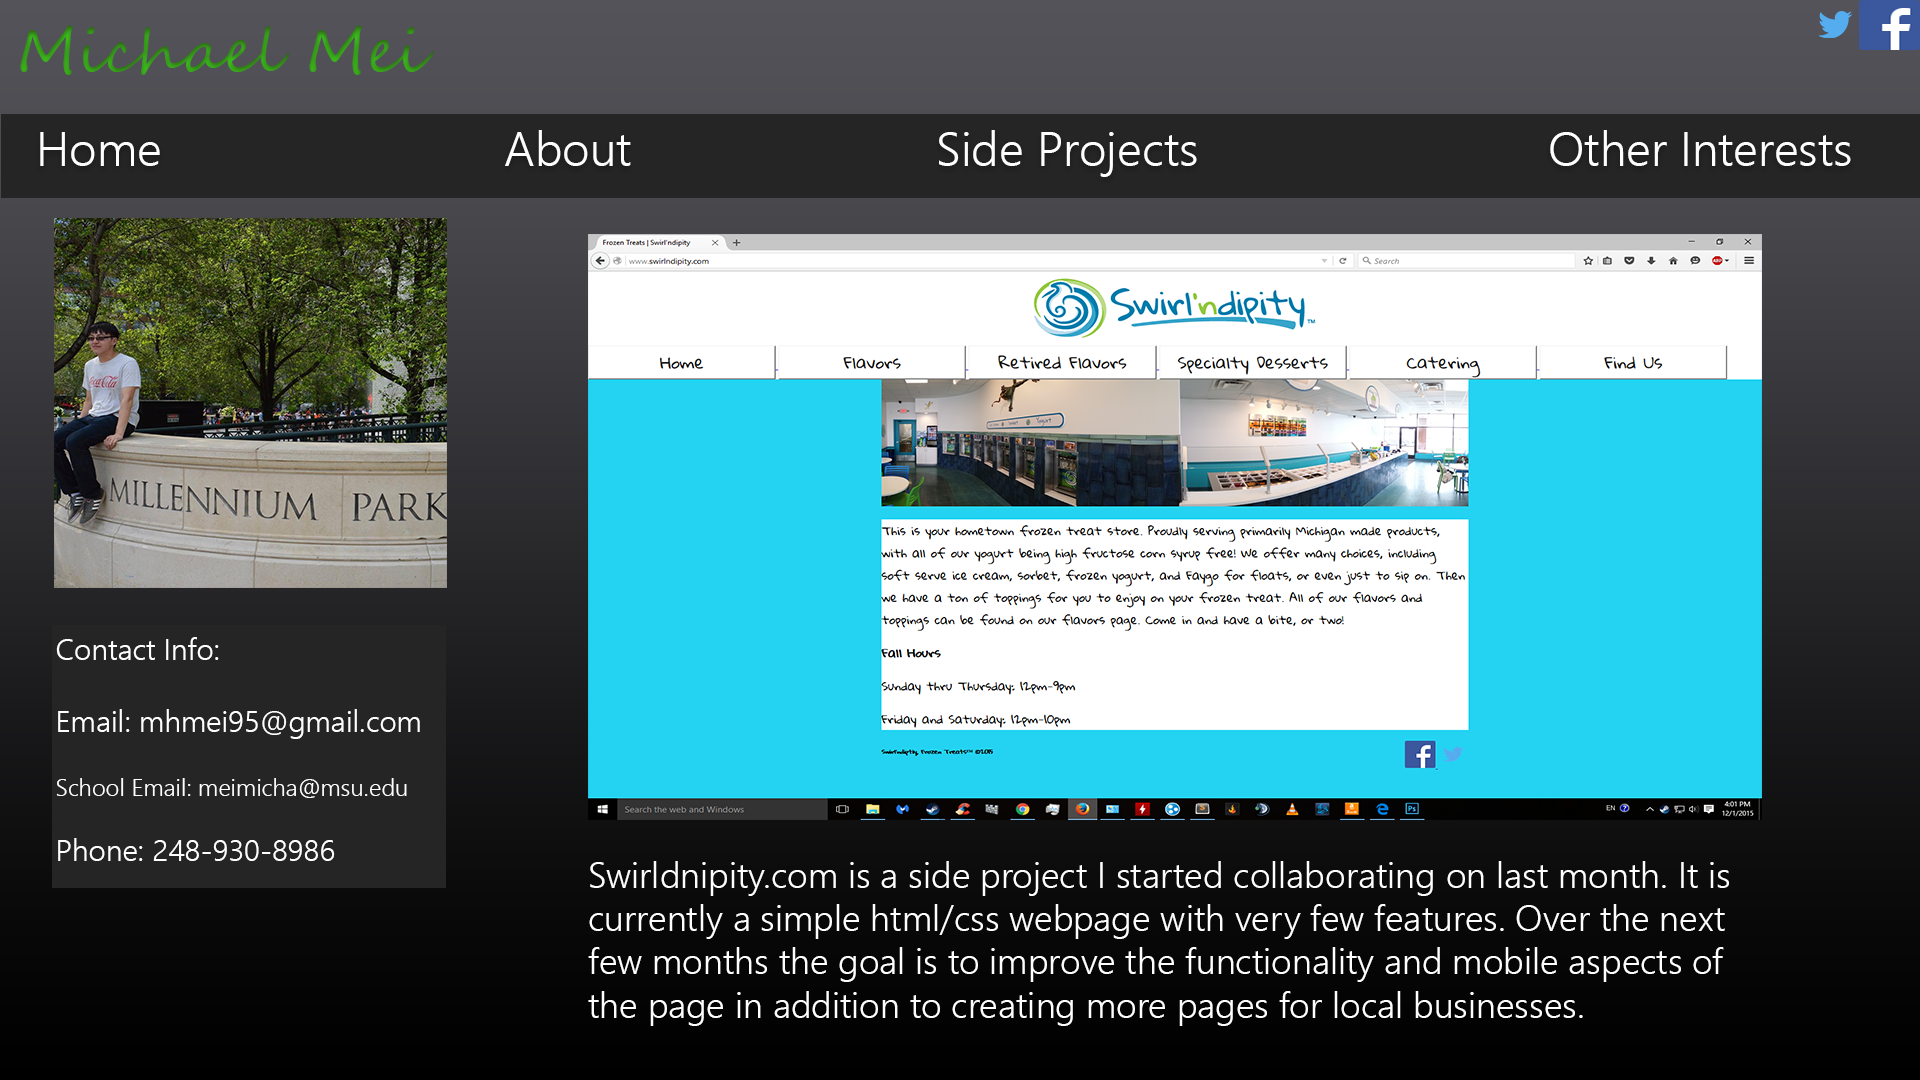 Michael Mei
f
Home About Side Projects Other Interests
Coca-Cola
MILLENNIUM PARK
Contact Info:
Email: mhmei95@gmail.com
School Email: meimicha@msu.edu
Phone: 248-930-8986
Frozen Treats | Swirl'ndipity
www.swirlndipity.com
Search
ABP
Swirl'ndipity™
Home Flavors Retired Flavors Specialty Desserts Catering Find Us
This is your hometown frozen treat store. Proudly serving primarily Michigan made products,
with all of our yogurt being high fructose corn syrup free! We offer many choices, including
soft serve ice cream, sorbet, frozen yogurt, and Faygo for floats, or even just to sip on. Then
we have a ton of toppings for you to enjoy on your frozen treat. All of our flavors and
toppings can be found on our flavors page. Come in and have a bite, or two!
Fall Hours
Sunday thru Thursday: 12pm-9pm
Friday and Saturday: 12pm-10pm
Swirl'ndipity, Frozen Treats™ ©2015
f
Search the web and Windows
Ps
EN
4:01 PM
12/1/2015
Swirldnipity.com is a side project I started collaborating on last month. It is
currently a simple html/css webpage with very few features. Over the next
few months the goal is to improve the functionality and mobile aspects of
the page in addition to creating more pages for local businesses.